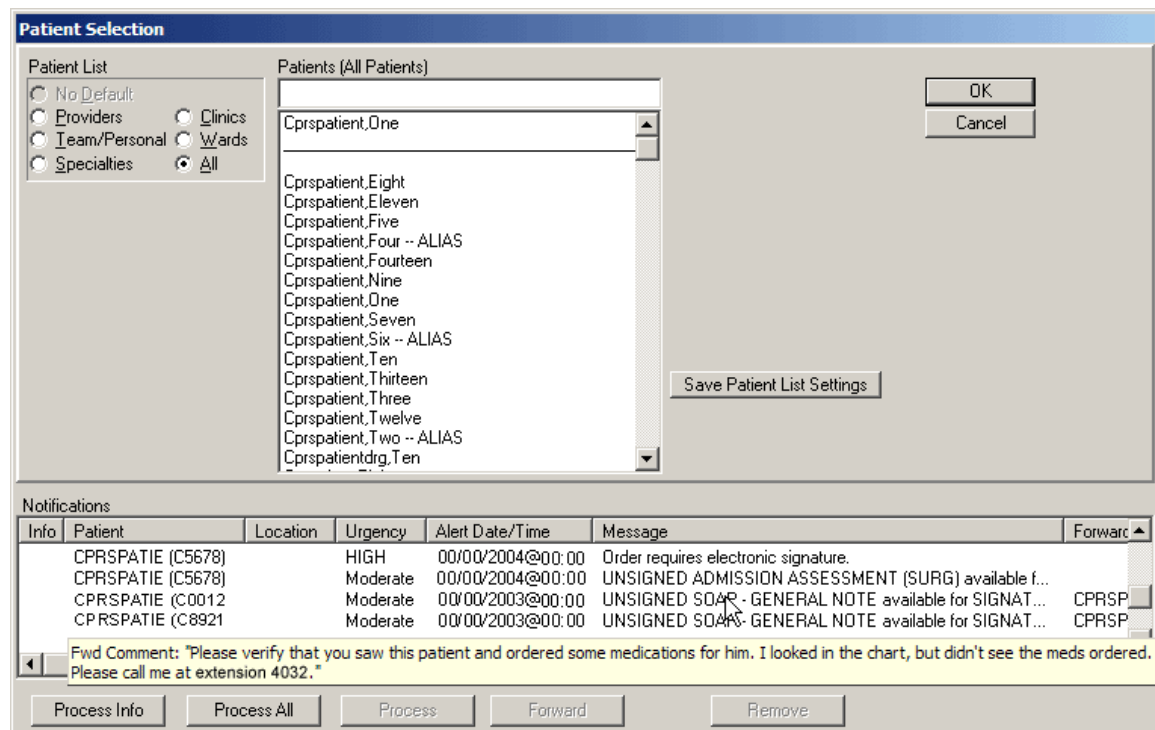 Patient Selection
Patient List
No Default
Providers Clinics
Team/Personal Wards
Specialties All
Patients (All Patients)
Cprspatient,One
Cprspatient,Eight
Cprspatient,Eleven
Cprspatient,Five
Cprspatient,Four -- ALIAS
Cprspatient,Fourteen
Cprspatient,Nine
Cprspatient,One
Cprspatient,Seven
Cprspatient,Six -- ALIAS
Cprspatient,Ten
Cprspatient,Thirteen
Cprspatient,Three
Cprspatient,Twelve
Cprspatient,Two -- ALIAS
Cprspatientdrg,Ten
OK
Cancel
Save Patient List Settings
Notifications
Info Patient Location Urgency Alert Date/Time Message Forward
CPRSPATIE (C5678) HIGH 00/00/2004@00:00 Order requires electronic signature.
CPRSPATIE (C5678) Moderate 00/00/2004@00:00 UNSIGNED ADMISSION ASSESSMENT (SURG) available f...
CPRSPATIE (C0012 Moderate 00/00/2003@00:00 UNSIGNED SOAP - GENERAL NOTE available for SIGNAT... CPRSP
CPRSPATIE (C8921 Moderate 00/00/2003@00:00 UNSIGNED SOAP - GENERAL NOTE available for SIGNAT... CPRSP
Fwd Comment: "Please verify that you saw this patient and ordered some medications for him. I looked in the chart, but didn't see the meds ordered.
Please call me at extension 4032."
Process Info Process All Process Forward Remove